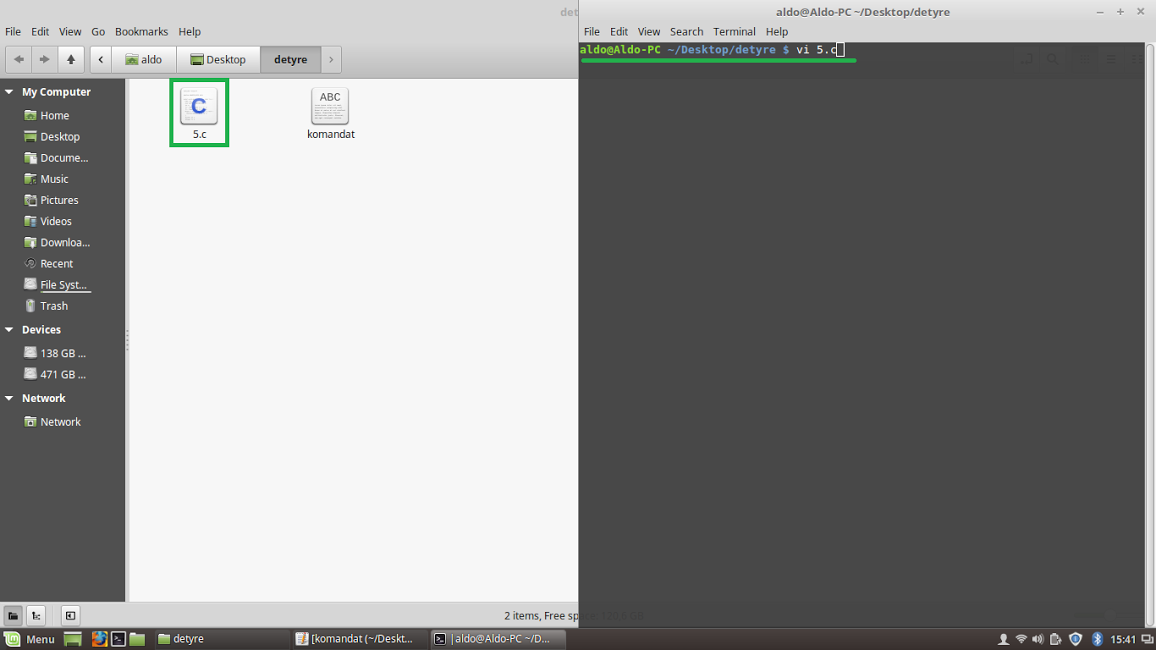 det
File Edit View Go Bookmarks Help
aldo Desktop detyre
My Computer
Home
Desktop
Docume...
Music
Pictures
Videos
Downloa...
Recent
File Syst...
Trash
Devices
138 GB ...
471 GB ...
Network
Network
C
5.c
ABC
komandat
2 items, Free sp
aldo@Aldo-PC ~/Desktop/detyre
File Edit View Search Terminal Help
aldo@Aldo-PC ~/Desktop/detyre $ vi 5.c
Menu
detyre
[komandat (~/Deskt...
aldo@Aldo-PC ~/D...
15:41